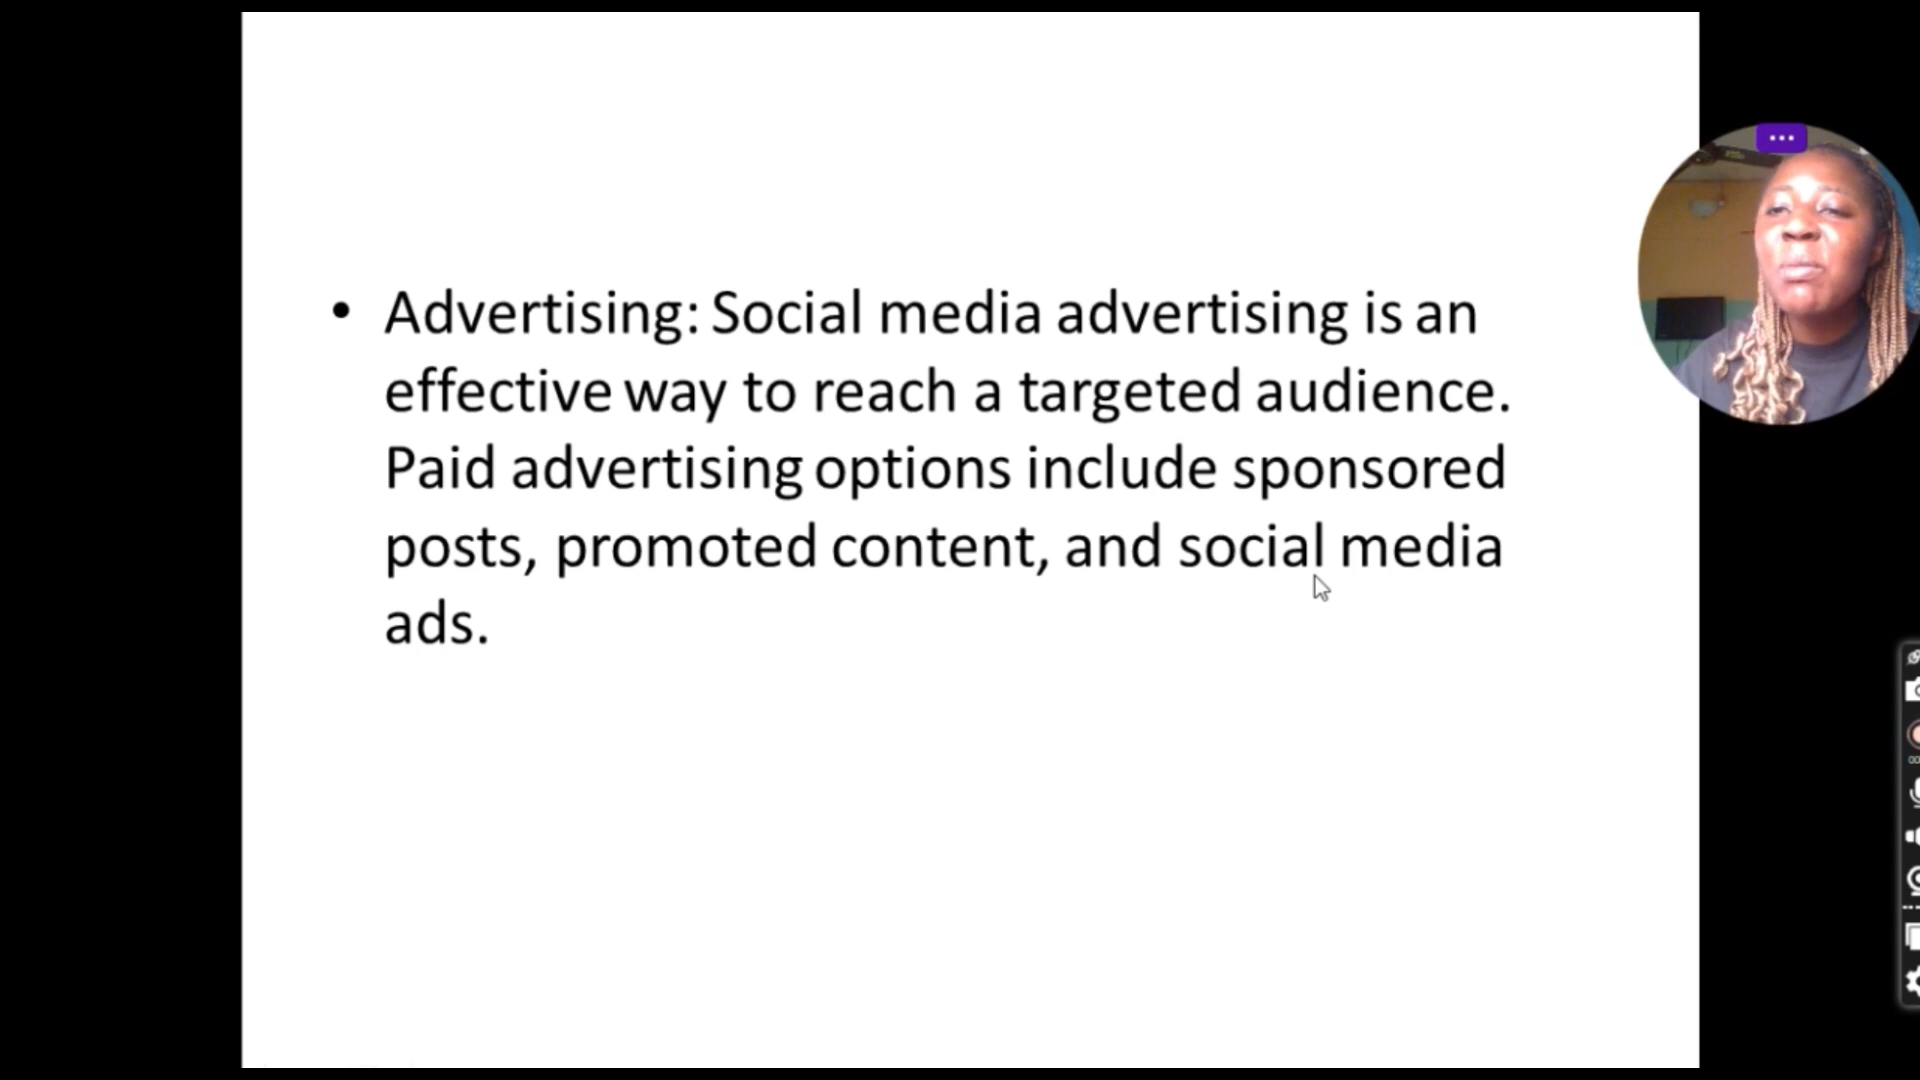 • Advertising: Social media advertising is an
effective way to reach a targeted audience.
Paid advertising options include sponsored
posts, promoted content, and social media
ads.